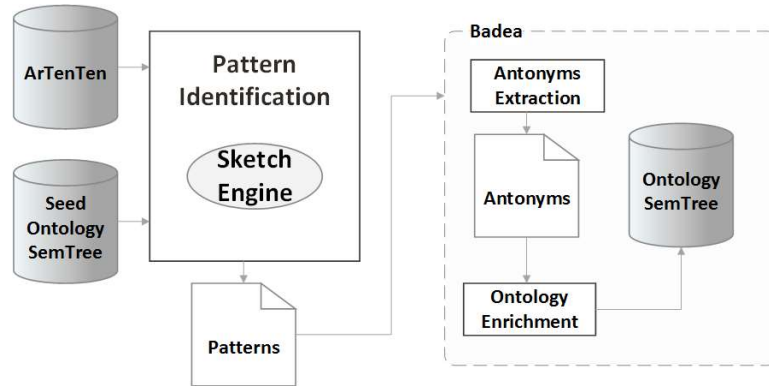 ArTenTen
Seed
Ontology
SemTree
Pattern
Identification
Sketch
Engine
Patterns
Badea
Antonyms
Extraction
Antonyms
Ontology
Enrichment
Ontology
SemTree